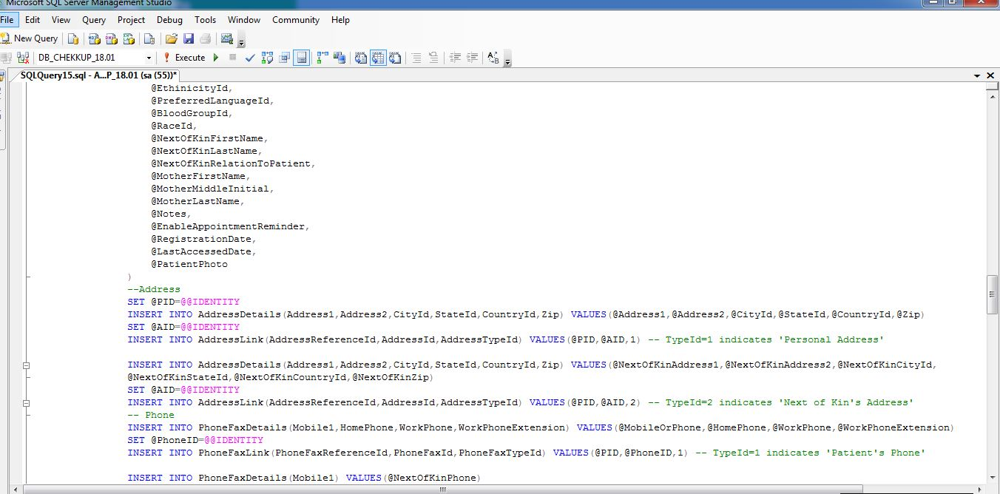 Microsoft SQL Server Management Studio
File Edit View Query Project Debug Tools Window Community Help
New Query
DB_CHEKKUP_18.01 Execute
SQLQuery15.sql - A...P_18.01 (sa (55))*
@EthinicityId,
@PreferredLanguageId,
@BloodGroupId,
@RaceId,
@NextOfKinFirstName,
@NextOfKinLastName,
@NextOfKinRelationToPatient,
@MotherFirstName,
@MotherMiddleInitial,
@MotherLastName,
@Notes,
@EnableAppointmentReminder,
@RegistrationDate,
@LastAccessedDate,
@PatientPhoto
)
--Address
SET @PID=@@IDENTITY
INSERT INTO AddressDetails(Address1,Address2,CityId,StateId,CountryId,Zip) VALUES(@Address1,@Address2,@CityId,@StateId,@CountryId,@Zip)
SET @AID=@@IDENTITY
INSERT INTO AddressLink(AddressReferenceId,AddressId,AddressTypeId) VALUES(@PID,@AID,1) -- TypeId=1 indicates 'Personal Address'
INSERT INTO AddressDetails(Address1,Address2,CityId,StateId,CountryId,Zip) VALUES(@NextOfKinAddress1,@NextOfKinAddress2,@NextOfKinCityId,
@NextOfKinStateId,@NextOfKinCountryId,@NextOfKinZip)
SET @AID=@@IDENTITY
INSERT INTO AddressLink(AddressReferenceId,AddressId,AddressTypeId) VALUES(@PID,@AID,2) -- TypeId=2 indicates 'Next of Kin's Address'
-- Phone
INSERT INTO PhoneFaxDetails(Mobile1,HomePhone,WorkPhone,WorkPhoneExtension) VALUES(@MobileOrPhone,@HomePhone,@WorkPhone,@WorkPhoneExtension)
SET @PhoneID=@@IDENTITY
INSERT INTO PhoneFaxLink(PhoneFaxReferenceId,PhoneFaxId,PhoneFaxTypeId) VALUES(@PID,@PhoneID,1) -- TypeId=1 indicates 'Patient's Phone'
INSERT INTO PhoneFaxDetails(Mobile1) VALUES(@NextOfKinPhone)